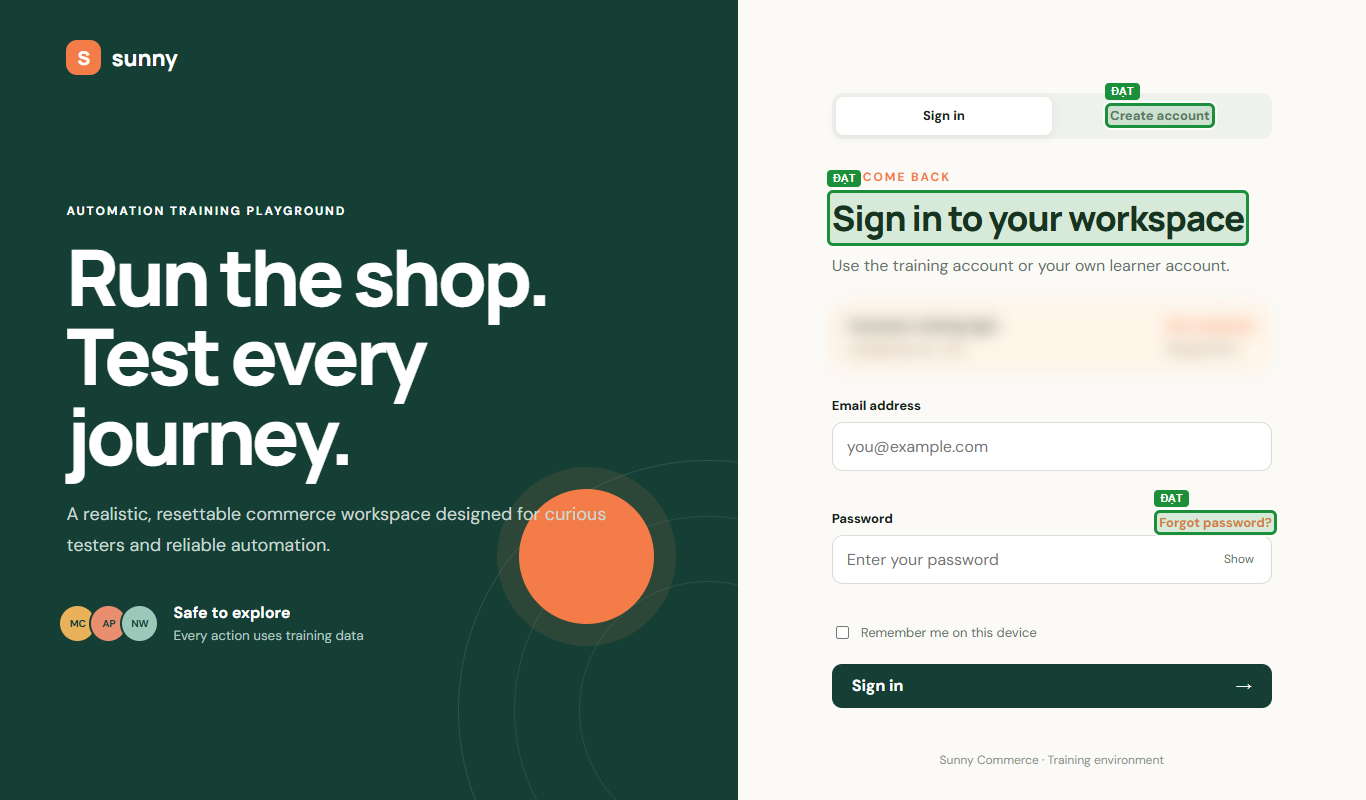 S sunny
AUTOMATION TRAINING PLAYGROUND
Run the shop.
Test every
journey.
A realistic, resettable commerce workspace designed for curious
testers and reliable automation.
MC AP NW
Safe to explore
Every action uses training data
ĐẠT
Sign in
Create account
ĐẠT COME BACK
Sign in to your workspace
Use the training account or your own learner account.
Email address
you@example.com
ĐẠT
Password
Forgot password?
Enter your password
Show
Remember me on this device
Sign in →
Sunny Commerce · Training environment